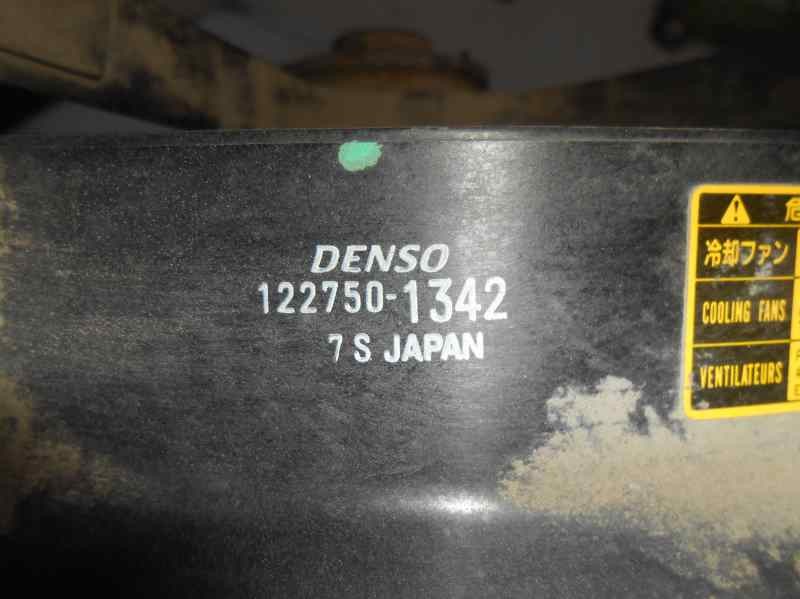 DENSO
122750-1342
7 S JAPAN
冷却ファン
COOLING FANS
VENTILATEURS